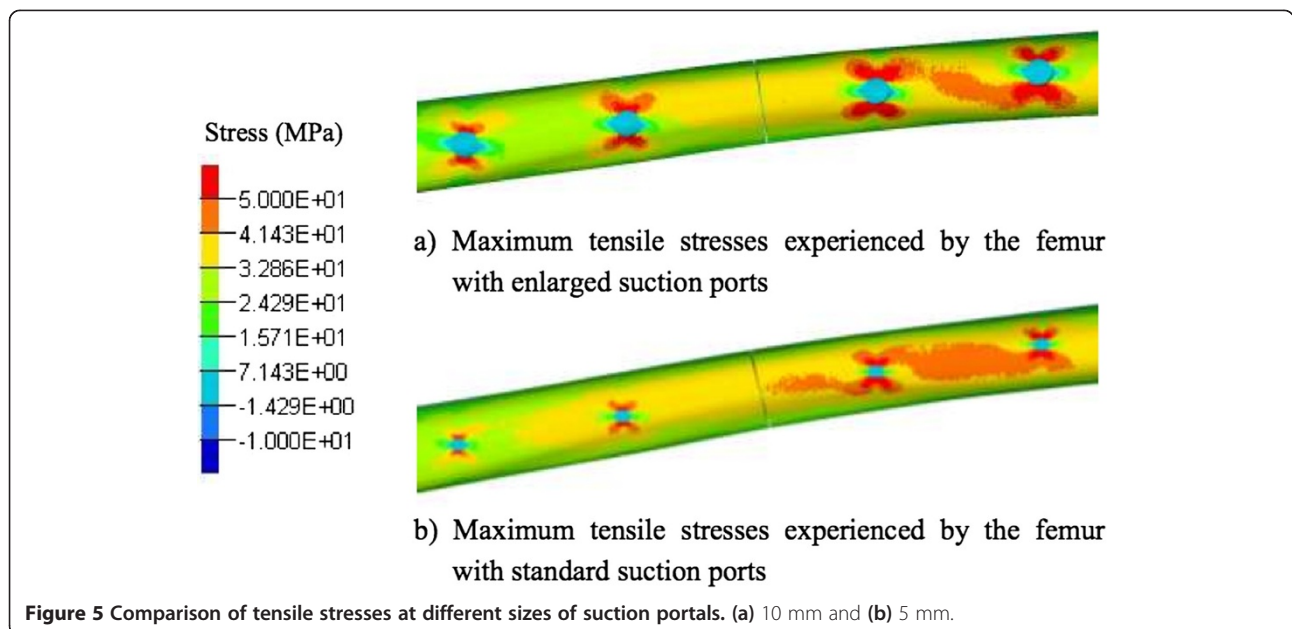 Stress (MPa)
5.000E+01
4.143E+01
3.286E+01
2.429E+01
1.571E+01
7.143E+00
-1.429E+00
-1.000E+01
a) Maximum tensile stresses experienced by the femur
with enlarged suction ports
b) Maximum tensile stresses experienced by the femur
with standard suction ports
Figure 5 Comparison of tensile stresses at different sizes of suction portals. (a) 10 mm and (b) 5 mm.